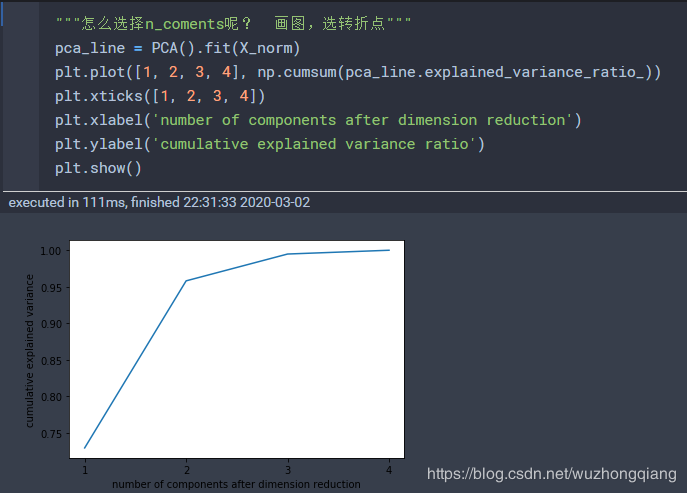 """怎么选择n_coments呢？ 画图，选转折点"""
pca_line = PCA().fit(X_norm)
plt.plot([1, 2, 3, 4], np.cumsum(pca_line.explained_variance_ratio_))
plt.xticks([1, 2, 3, 4])
plt.xlabel('number of components after dimension reduction')
plt.ylabel('cumulative explained variance ratio')
plt.show()
executed in 111ms, finished 22:31:33 2020-03-02
cumulative explained variance
1.00
0.95
0.90
0.85
0.80
0.75
1 2 3 4
number of components after dimension reduction
https://blog.csdn.net/wuzhongqiang